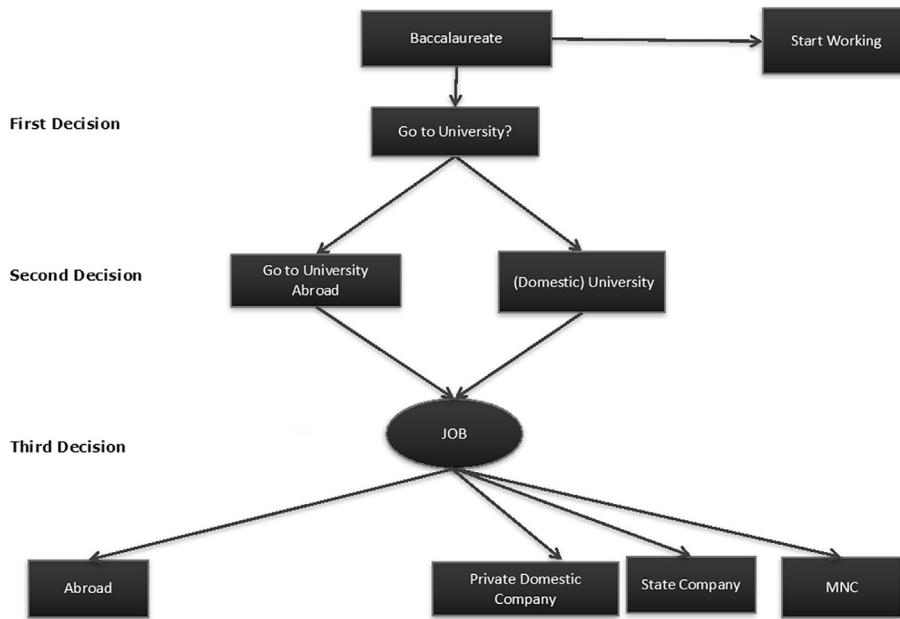 Baccalaureate
Start Working
First Decision
Go to University?
Second Decision
Go to University
Abroad
(Domestic) University
Third Decision
JOB
Abroad
Private Domestic
Company
State Company
MNC